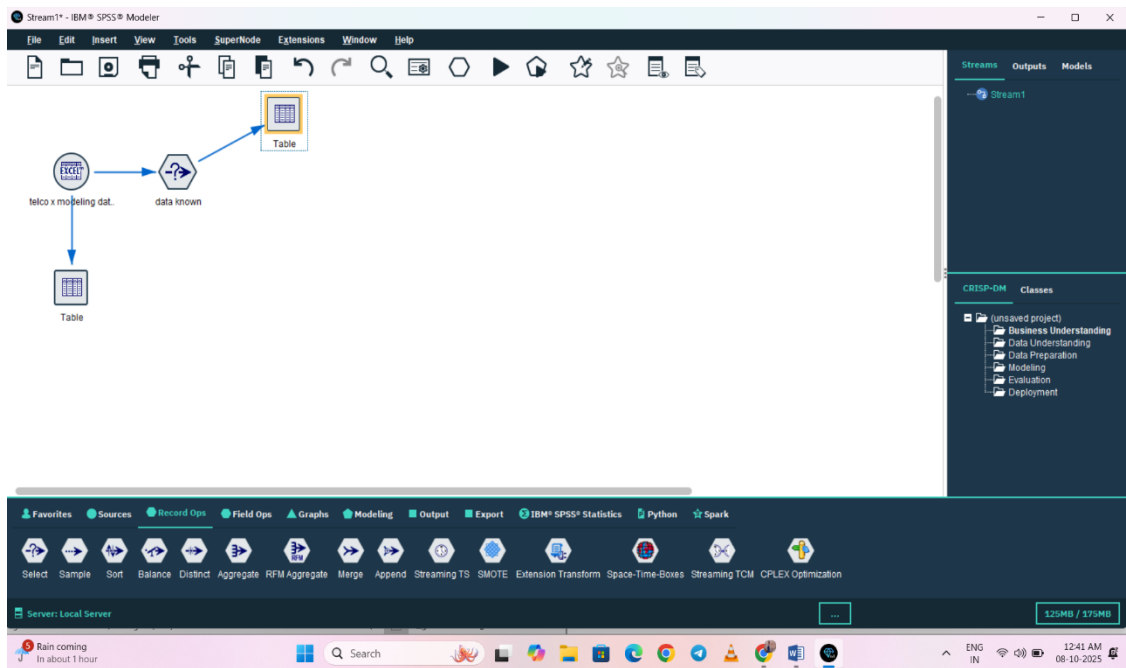 Stream1* - IBM® SPSS® Modeler
File Edit Insert View Tools SuperNode Extensions Window Help
Streams Outputs Models
Stream1
Table
EXCEL
telco x modeling dat..
data known
Table
CRISP-DM Classes
(unsaved project)
Business Understanding
Data Understanding
Data Preparation
Modeling
Evaluation
Deployment
Favorites Sources Record Ops Field Ops Graphs Modeling Output Export IBM® SPSS® Statistics Python Spark
RFM
Select Sample Sort Balance Distinct Aggregate RFM Aggregate Merge Append Streaming TS SMOTE Extension Transform Space-Time-Boxes Streaming TCM CPLEX Optimization
Server: Local Server
...
125MB / 175MB
5
Rain coming
In about 1 hour
Search
ENG
IN
12:41 AM
08-10-2025